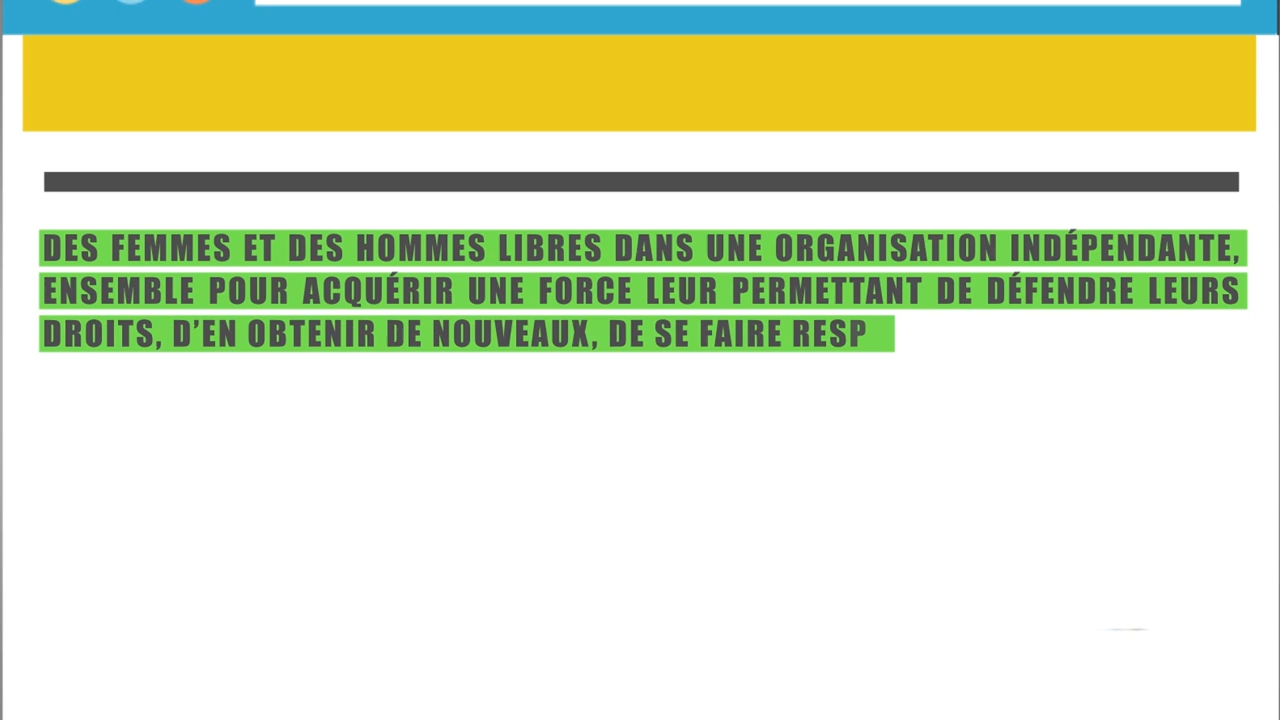 DES FEMMES ET DES HOMMES LIBRES DANS UNE ORGANISATION INDÉPENDANTE,
ENSEMBLE POUR ACQUÉRIR UNE FORCE LEUR PERMETTANT DE DÉFENDRE LEURS
DROITS, D’EN OBTENIR DE NOUVEAUX, DE SE FAIRE RESP